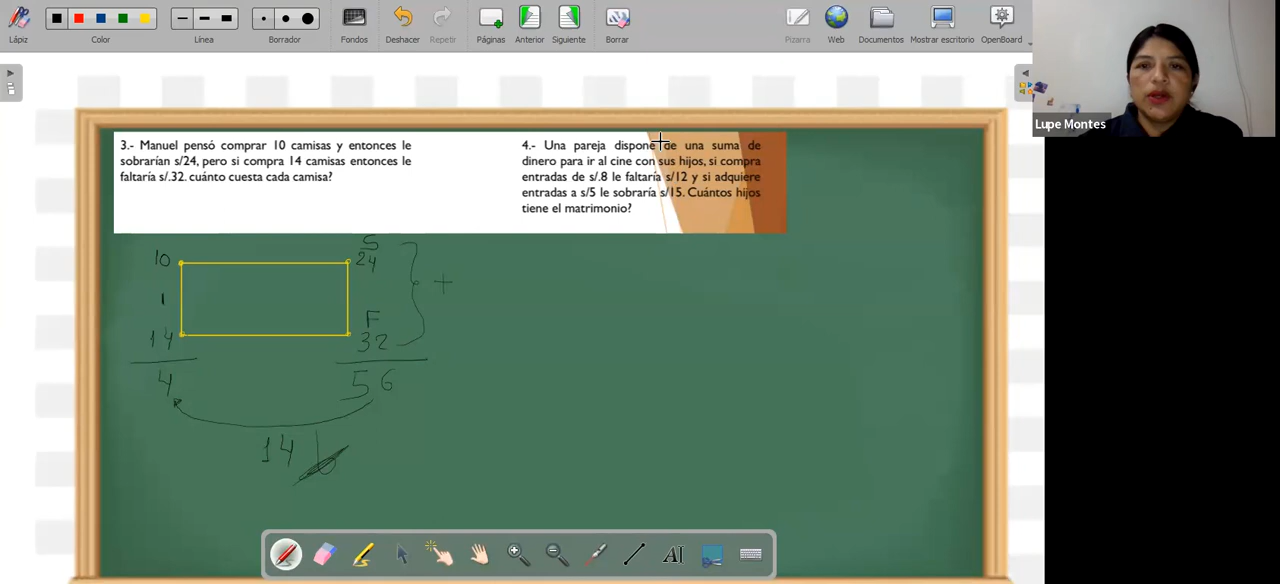 Lápiz Color Línea Borrador Fondos Deshacer Repetir Páginas Anterior Siguiente Borrar Pizarra Web Documentos Mostrar escritorio OpenBoard
Lupe Montes
3.- Manuel pensó comprar 10 camisas y entonces le
sobrarían s/24, pero si compra 14 camisas entonces le
faltaría s/.32. cuánto cuesta cada camisa?
4.- Una pareja dispone de una suma de
dinero para ir al cine con sus hijos, si compra
entradas de s/.8 le faltaría s/12 y si adquiere
entradas a s/5 le sobraría s/15. Cuántos hijos
tiene el matrimonio?
S
10 24
1 +
F
14 32
4 56
14
AI